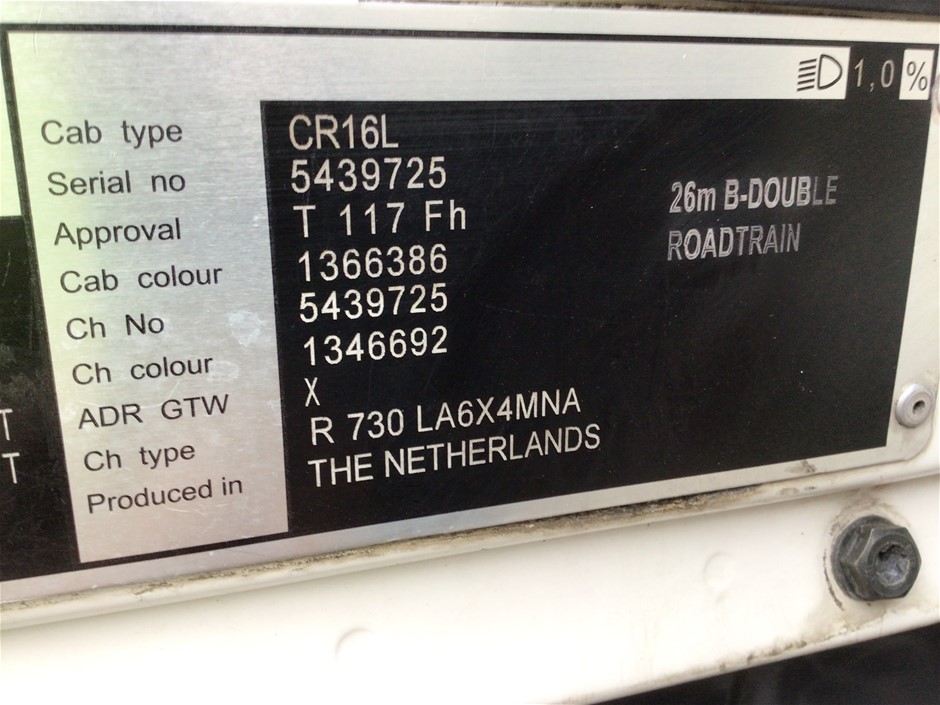 1,0 %
Cab type CR16L
Serial no 5439725
Approval T 117 Fh
Cab colour 1366386
Ch No 5439725
Ch colour 1346692
ADR GTW X
Ch type R 730 LA6X4MNA
Produced in THE NETHERLANDS
26m B-DOUBLE
ROADTRAIN
T
T